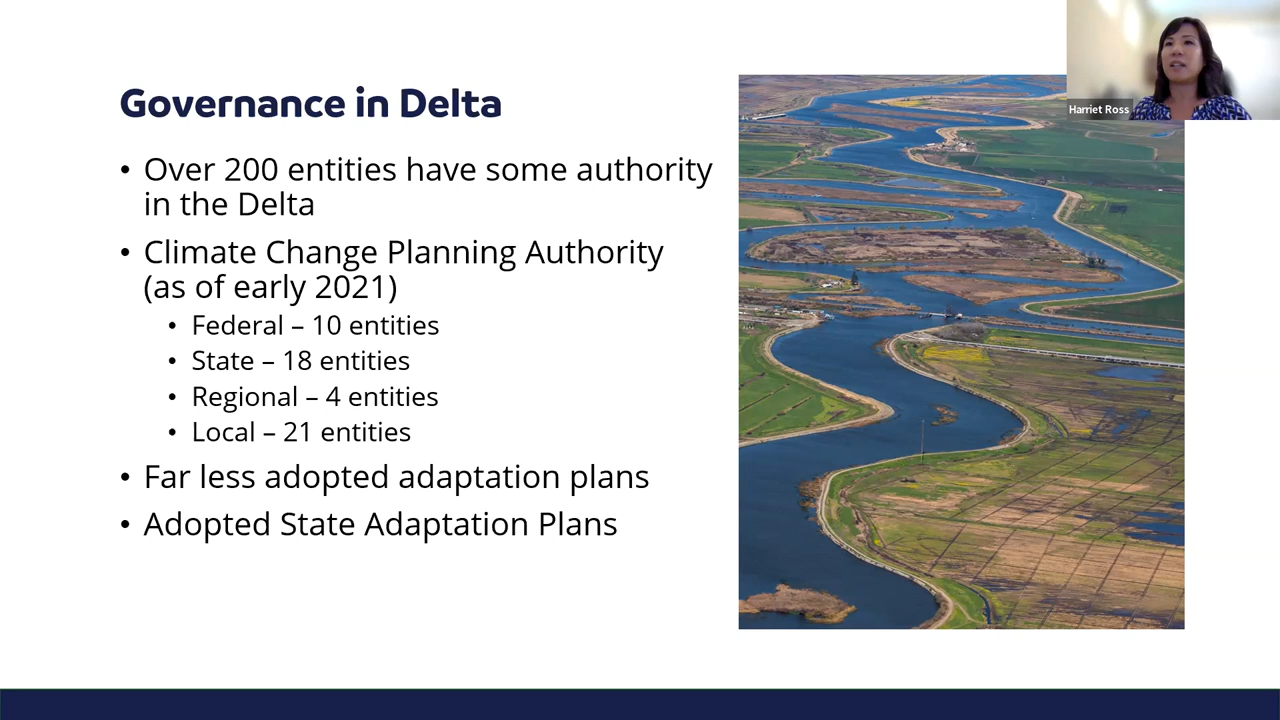 Governance in Delta
• Over 200 entities have some authority
in the Delta
• Climate Change Planning Authority
(as of early 2021)
• Federal – 10 entities
• State – 18 entities
• Regional – 4 entities
• Local – 21 entities
• Far less adopted adaptation plans
• Adopted State Adaptation Plans
Harriet Ross